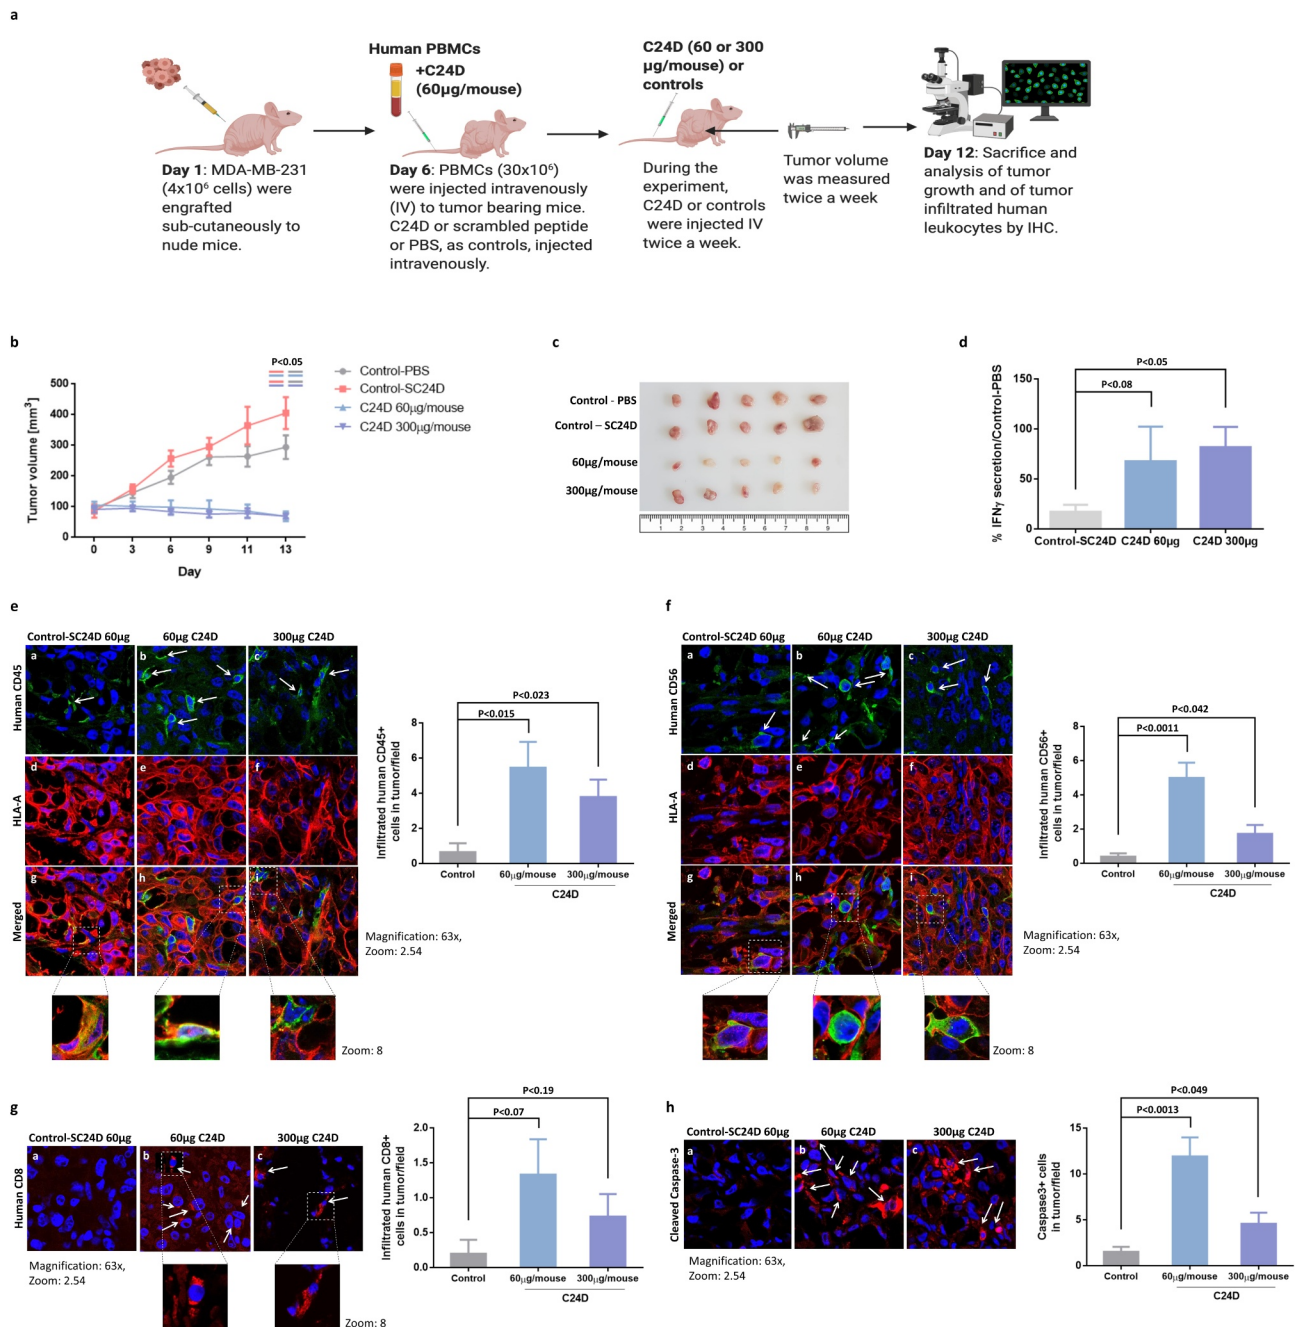 a
Human PBMCs
+C24D
(60µg/mouse)
C24D (60 or 300
µg/mouse) or
controls
Day 1: MDA-MB-231
(4x10⁶ cells) were
engrafted
sub-cutaneously to
nude mice.
Day 6: PBMCs (30x10⁶)
were injected intravenously
(IV) to tumor bearing mice.
C24D or scrambled peptide
or PBS, as controls, injected
intravenously.
During the
experiment,
C24D or controls
were injected IV
twice a week.
Tumor volume
was measured
twice a week
Day 12: Sacrifice and
analysis of tumor
growth and of tumor
infiltrated human
leukocytes by IHC.
b
P<0.05
Tumor volume [mm³]
500
400
300
200
100
0
0 3 6 9 11 13
Day
Control-PBS
Control-SC24D
C24D 60µg/mouse
C24D 300µg/mouse
c
Control - PBS
Control – SC24D
60µg/mouse
300µg/mouse
1 2 3 4 5 6 7 8 9
d
P<0.05
P<0.08
% IFNγ secretion/Control-PBS
150
100
50
0
Control-SC24D C24D 60µg C24D 300µg
e
Control-SC24D 60µg 60µg C24D 300µg C24D
Human CD45
a b c
HLA-A
d e f
Merged
g h i
Zoom: 8
P<0.023
P<0.015
Infiltrated human CD45+
cells in tumor/field
8
6
4
2
0
Control 60µg/mouse 300µg/mouse
C24D
Magnification: 63x,
Zoom: 2.54
f
Control-SC24D 60µg 60µg C24D 300µg C24D
Human CD56
a b c
HLA-A
d e f
Merged
g h i
Zoom: 8
P<0.042
P<0.0011
Infiltrated human CD56+
cells in tumor/field
8
6
4
2
0
Control 60µg/mouse 300µg/mouse
C24D
Magnification: 63x,
Zoom: 2.54
g
Control-SC24D 60µg 60µg C24D 300µg C24D
Human CD8
a b c
Magnification: 63x,
Zoom: 2.54
Zoom: 8
P<0.19
P<0.07
Infiltrated human CD8+
cells in tumor/field
2.0
1.5
1.0
0.5
0.0
Control 60µg/mouse 300µg/mouse
C24D
h
Control-SC24D 60µg 60µg C24D 300µg C24D
Cleaved Caspase-3
a b c
Magnification: 63x,
Zoom: 2.54
P<0.049
P<0.0013
Caspase3+ cells
in tumor/field
15
10
5
0
Control 60µg/mouse 300µg/mouse
C24D